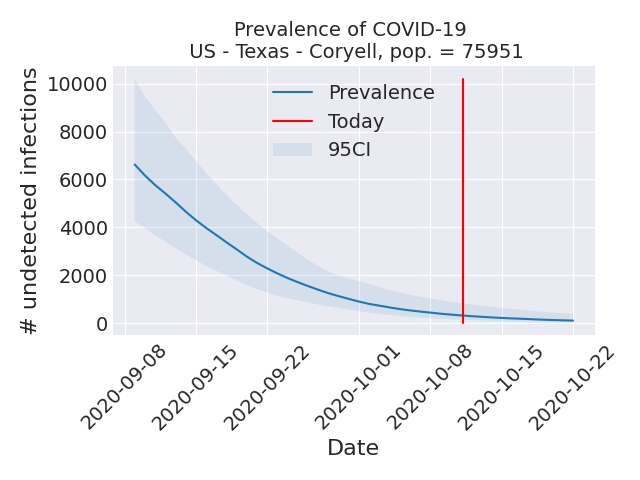 Prevalence of COVID-19
US - Texas - Coryell, pop. = 75951
# undetected infections
10000
8000
6000
4000
2000
0
Prevalence
Today
95CI
2020-09-08
2020-09-15
2020-09-22
2020-10-01
2020-10-08
2020-10-15
2020-10-22
Date